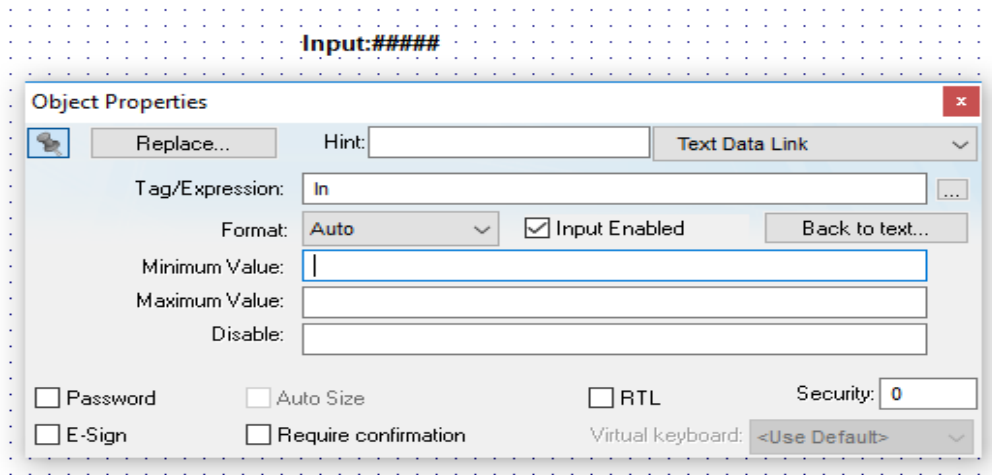 Input:#####
Object Properties x
Replace... Hint: Text Data Link
Tag/Expression: In ...
Format: Auto Input Enabled Back to text...
Minimum Value:
Maximum Value:
Disable:
Password Auto Size RTL Security: 0
E-Sign Require confirmation Virtual keyboard: <Use Default>